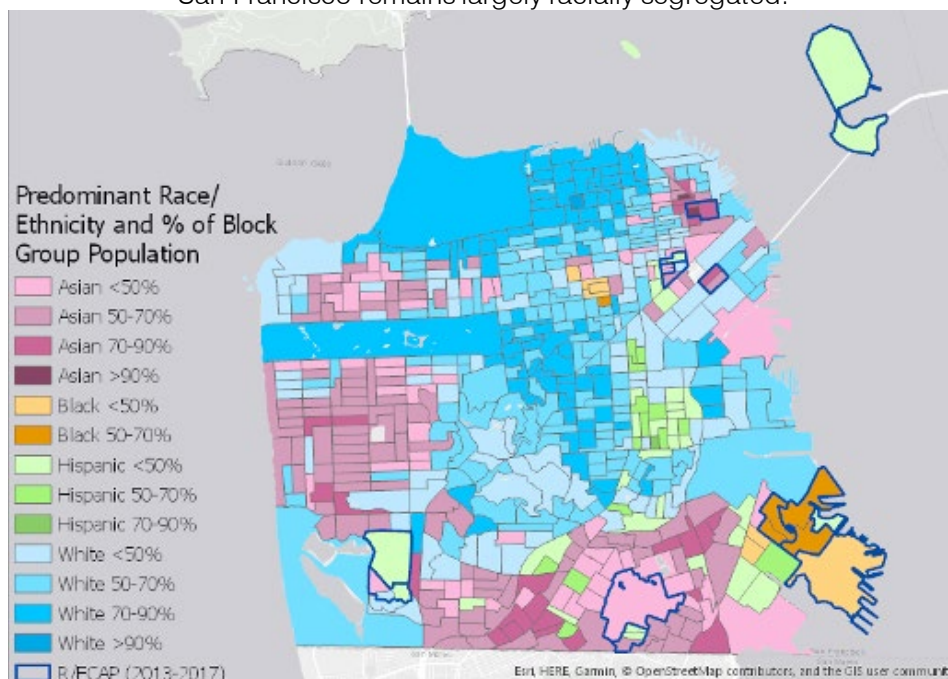 San Francisco remains largely racially segregated.
Predominant Race/
Ethnicity and % of Block
Group Population
Asian <50%
Asian 50-70%
Asian 70-90%
Asian >90%
Black <50%
Black 50-70%
Hispanic <50%
Hispanic 50-70%
Hispanic 70-90%
White <50%
White 50-70%
White 70-90%
White >90%
R/ECAP (2013-2017)
Esri, HERE, Garmin, © OpenStreetMap contributors, and the GIS user communit